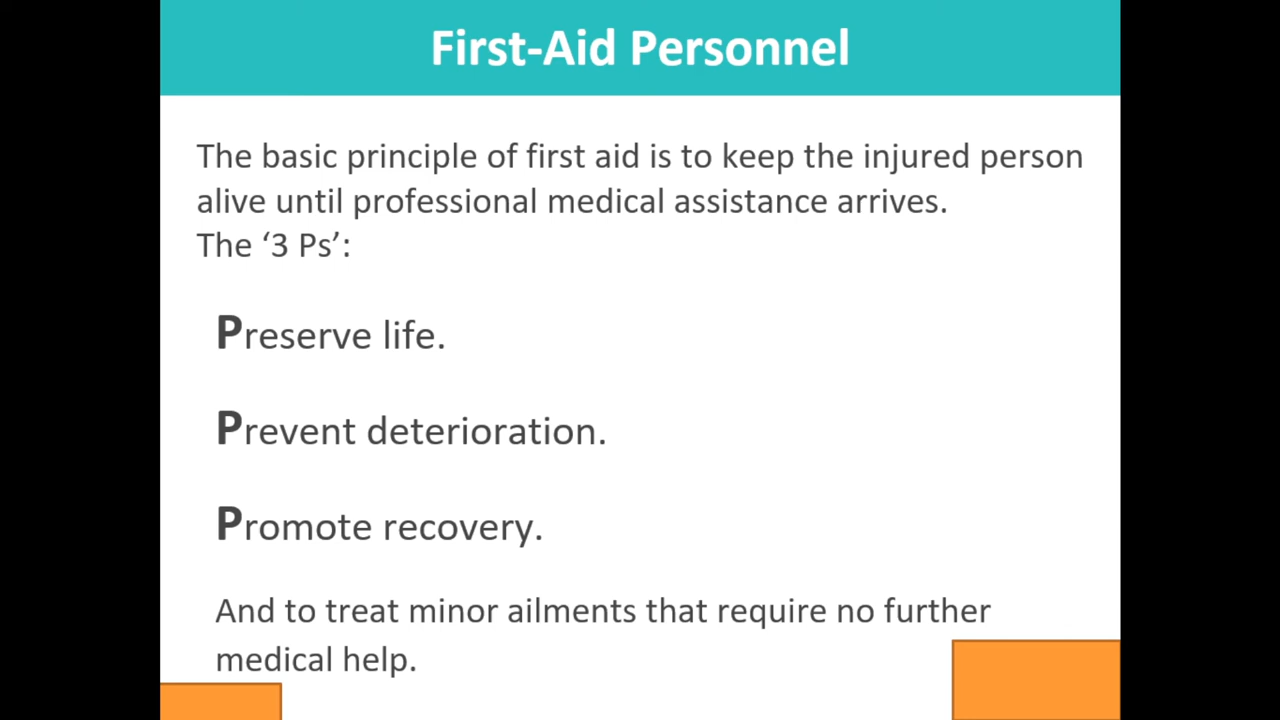 First-Aid Personnel
The basic principle of first aid is to keep the injured person
alive until professional medical assistance arrives.
The ‘3 Ps’:
Preserve life.
Prevent deterioration.
Promote recovery.
And to treat minor ailments that require no further
medical help.